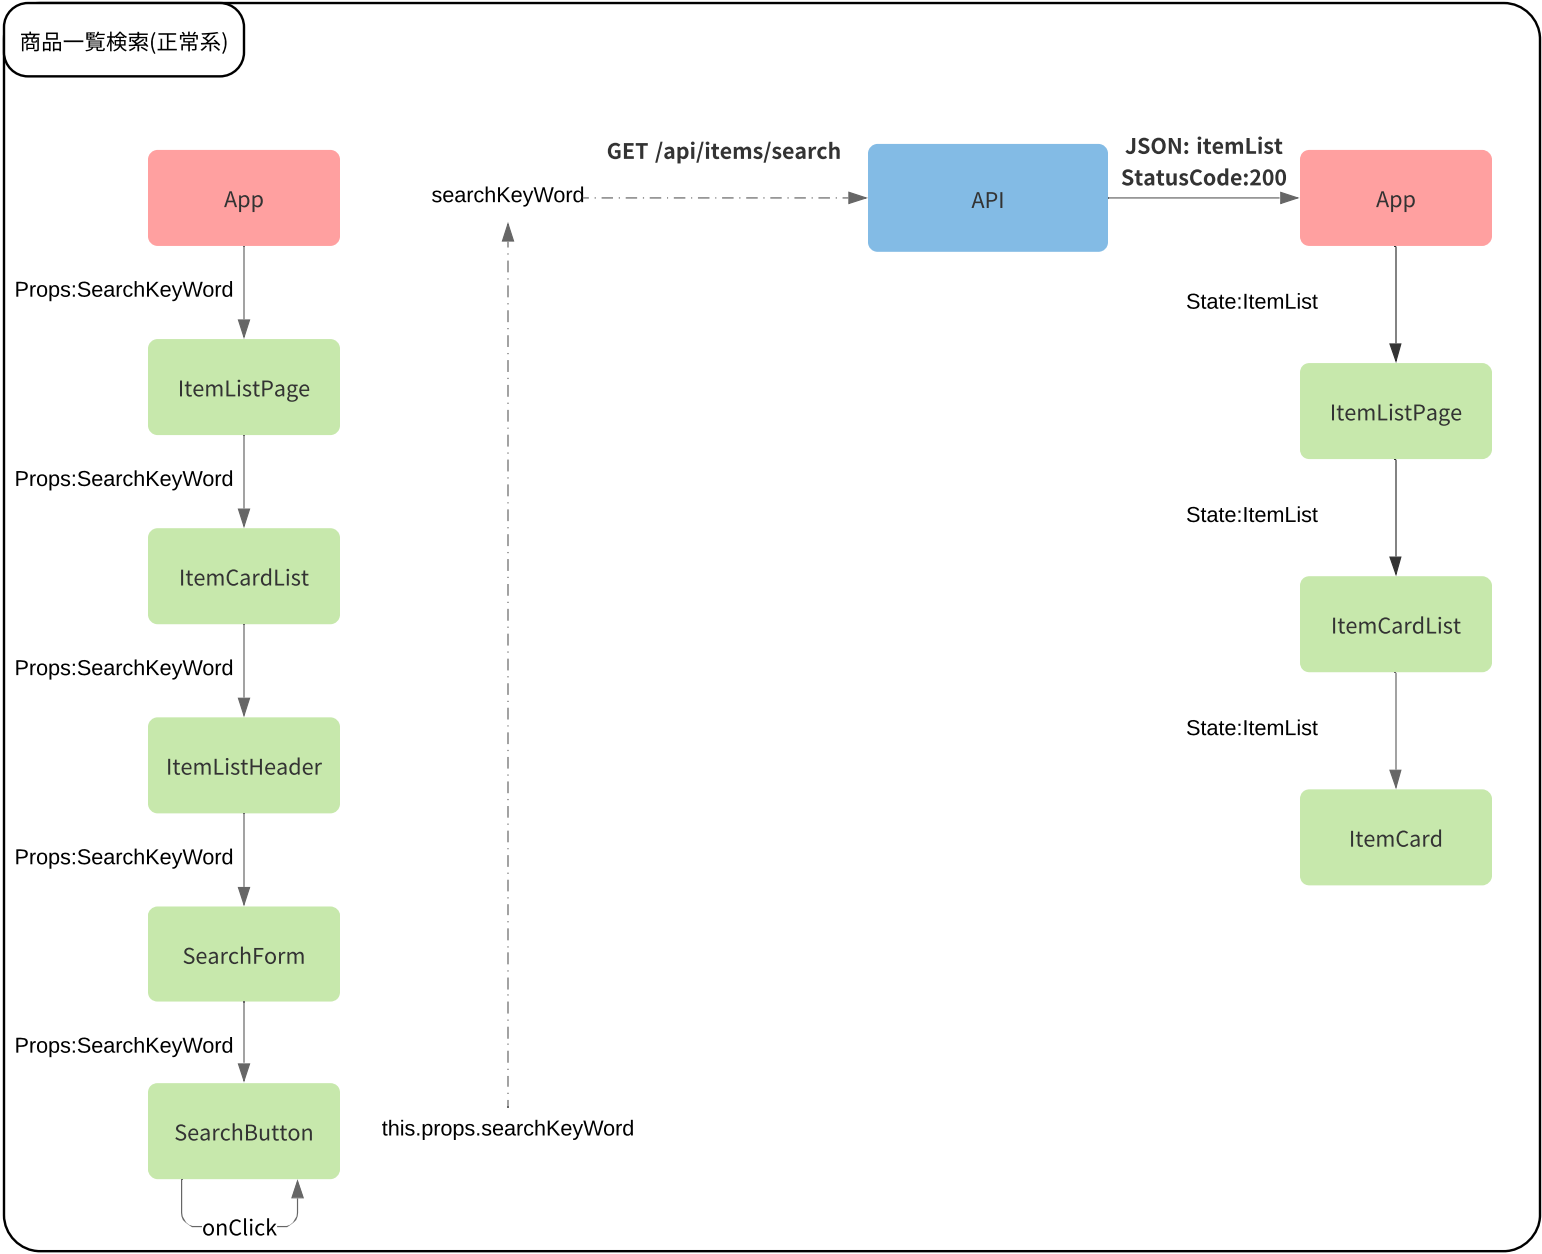 商品一覧検索(正常系)
App
Props:SearchKeyWord
ItemListPage
Props:SearchKeyWord
ItemCardList
Props:SearchKeyWord
ItemListHeader
Props:SearchKeyWord
SearchForm
Props:SearchKeyWord
SearchButton
onClick
this.props.searchKeyWord
searchKeyWord
GET /api/items/search
API
JSON: itemList
StatusCode:200
App
State:ItemList
ItemListPage
State:ItemList
ItemCardList
State:ItemList
ItemCard